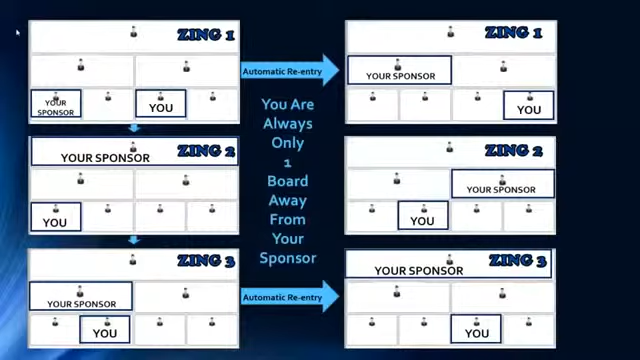 ZING 1
YOUR
SPONSOR
YOU
Automatic Re-entry
ZING 1
YOUR SPONSOR
YOU
You Are
Always
Only
1
Board
Away
From
Your
Sponsor
YOUR SPONSOR
ZING 2
YOU
ZING 2
YOUR SPONSOR
YOU
ZING 3
YOUR SPONSOR
YOU
Automatic Re-entry
YOUR SPONSOR
ZING 3
YOU